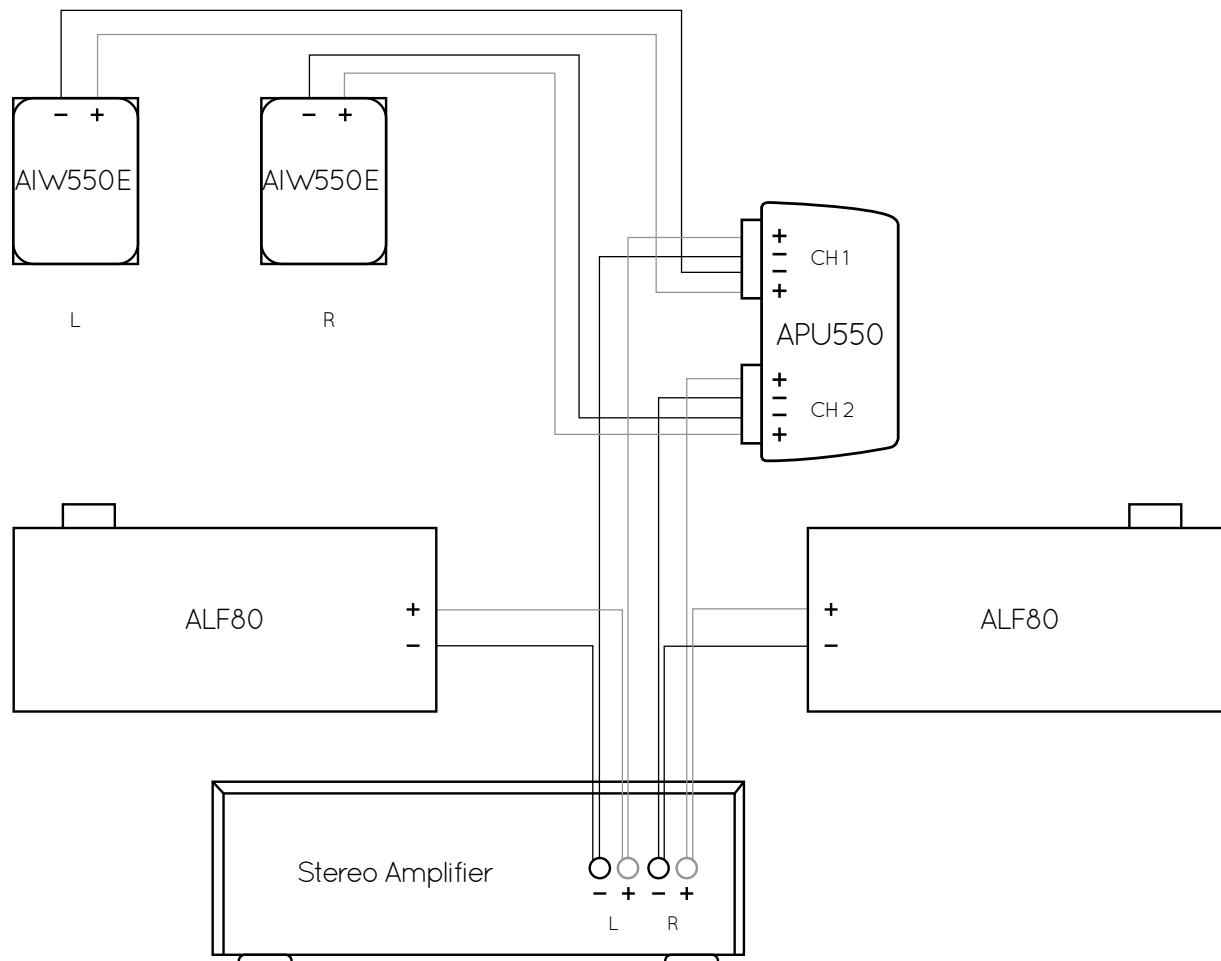 − + − +
AIW550E AIW550E
L R
+
−
−
+
CH 1
APU550
+
−
−
+
CH 2
ALF80
+
−
+
−
ALF80
Stereo Amplifier
− + − +
L R